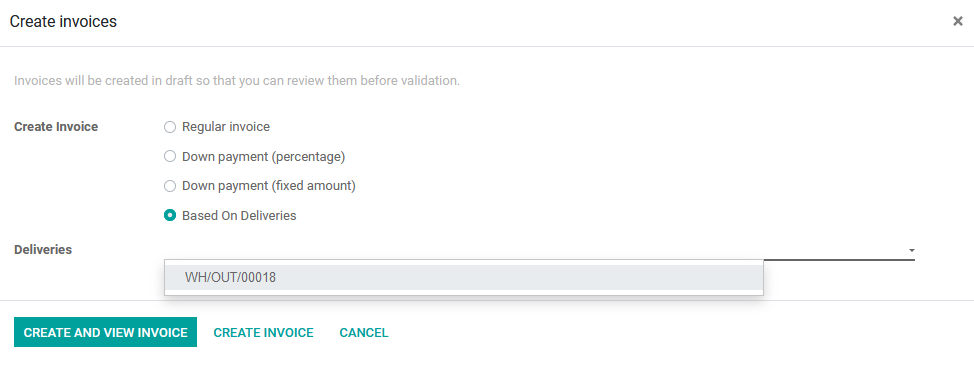 Create invoices ×
Invoices will be created in draft so that you can review them before validation.
Create Invoice Regular invoice
Down payment (percentage)
Down payment (fixed amount)
Based On Deliveries
Deliveries
WH/OUT/00018
CREATE AND VIEW INVOICE CREATE INVOICE CANCEL